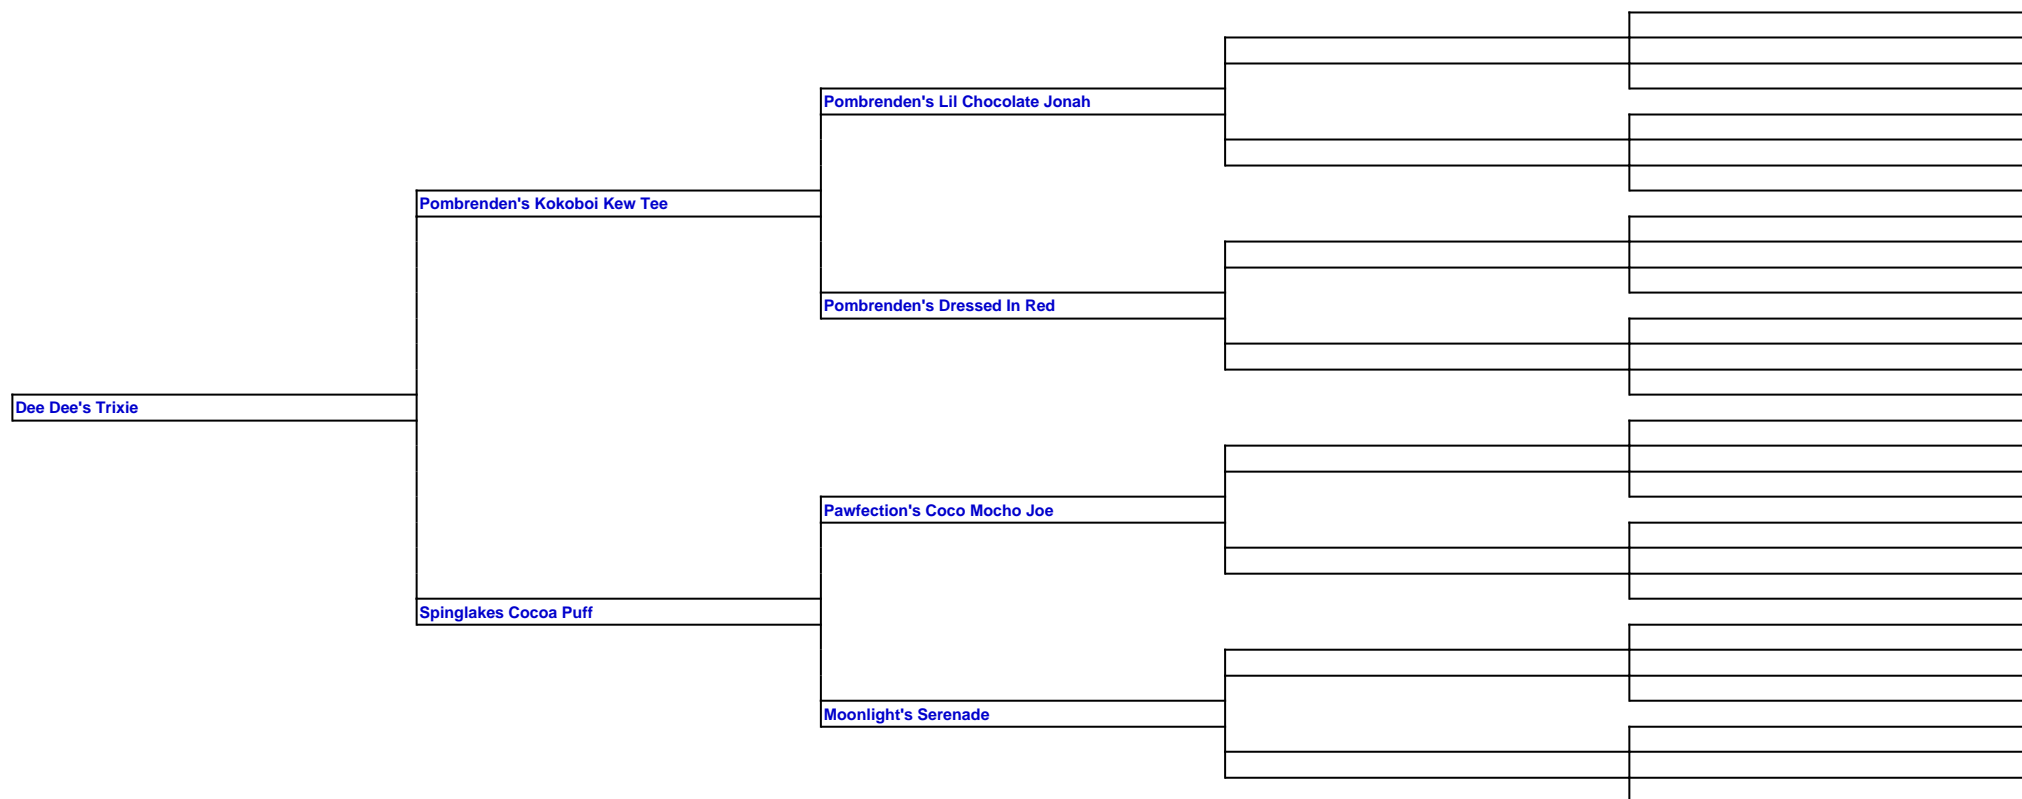 Pombrenden's Lil Chocolate Jonah
Pombrenden's Kokoboi Kew Tee
Pombrenden's Dressed In Red
Dee Dee's Trixie
Pawfection's Coco Mocho Joe
Spinglakes Cocoa Puff
Moonlight's Serenade